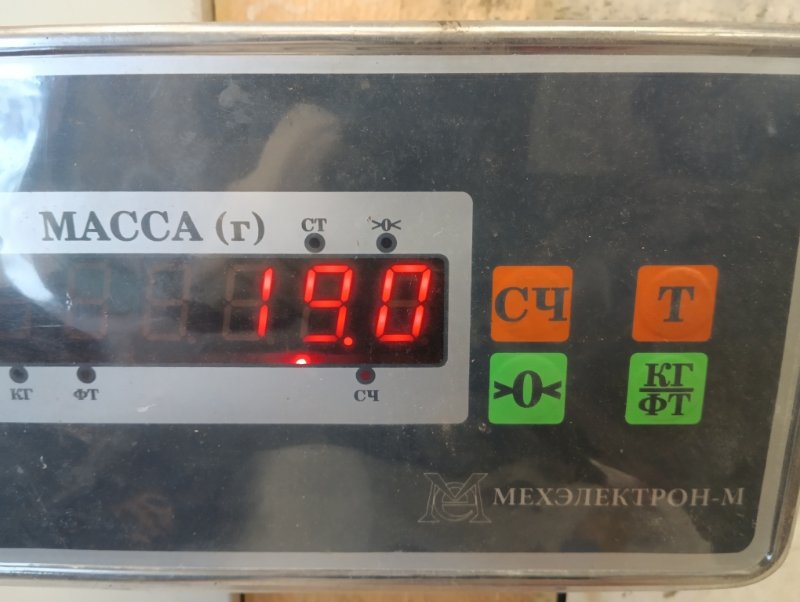 МАССА (г)
СТ
>0<
19.0
КГ
ФТ
СЧ
СЧ
Т
>0<
КГ
ФТ
МЕХЭЛЕКТРОН-М